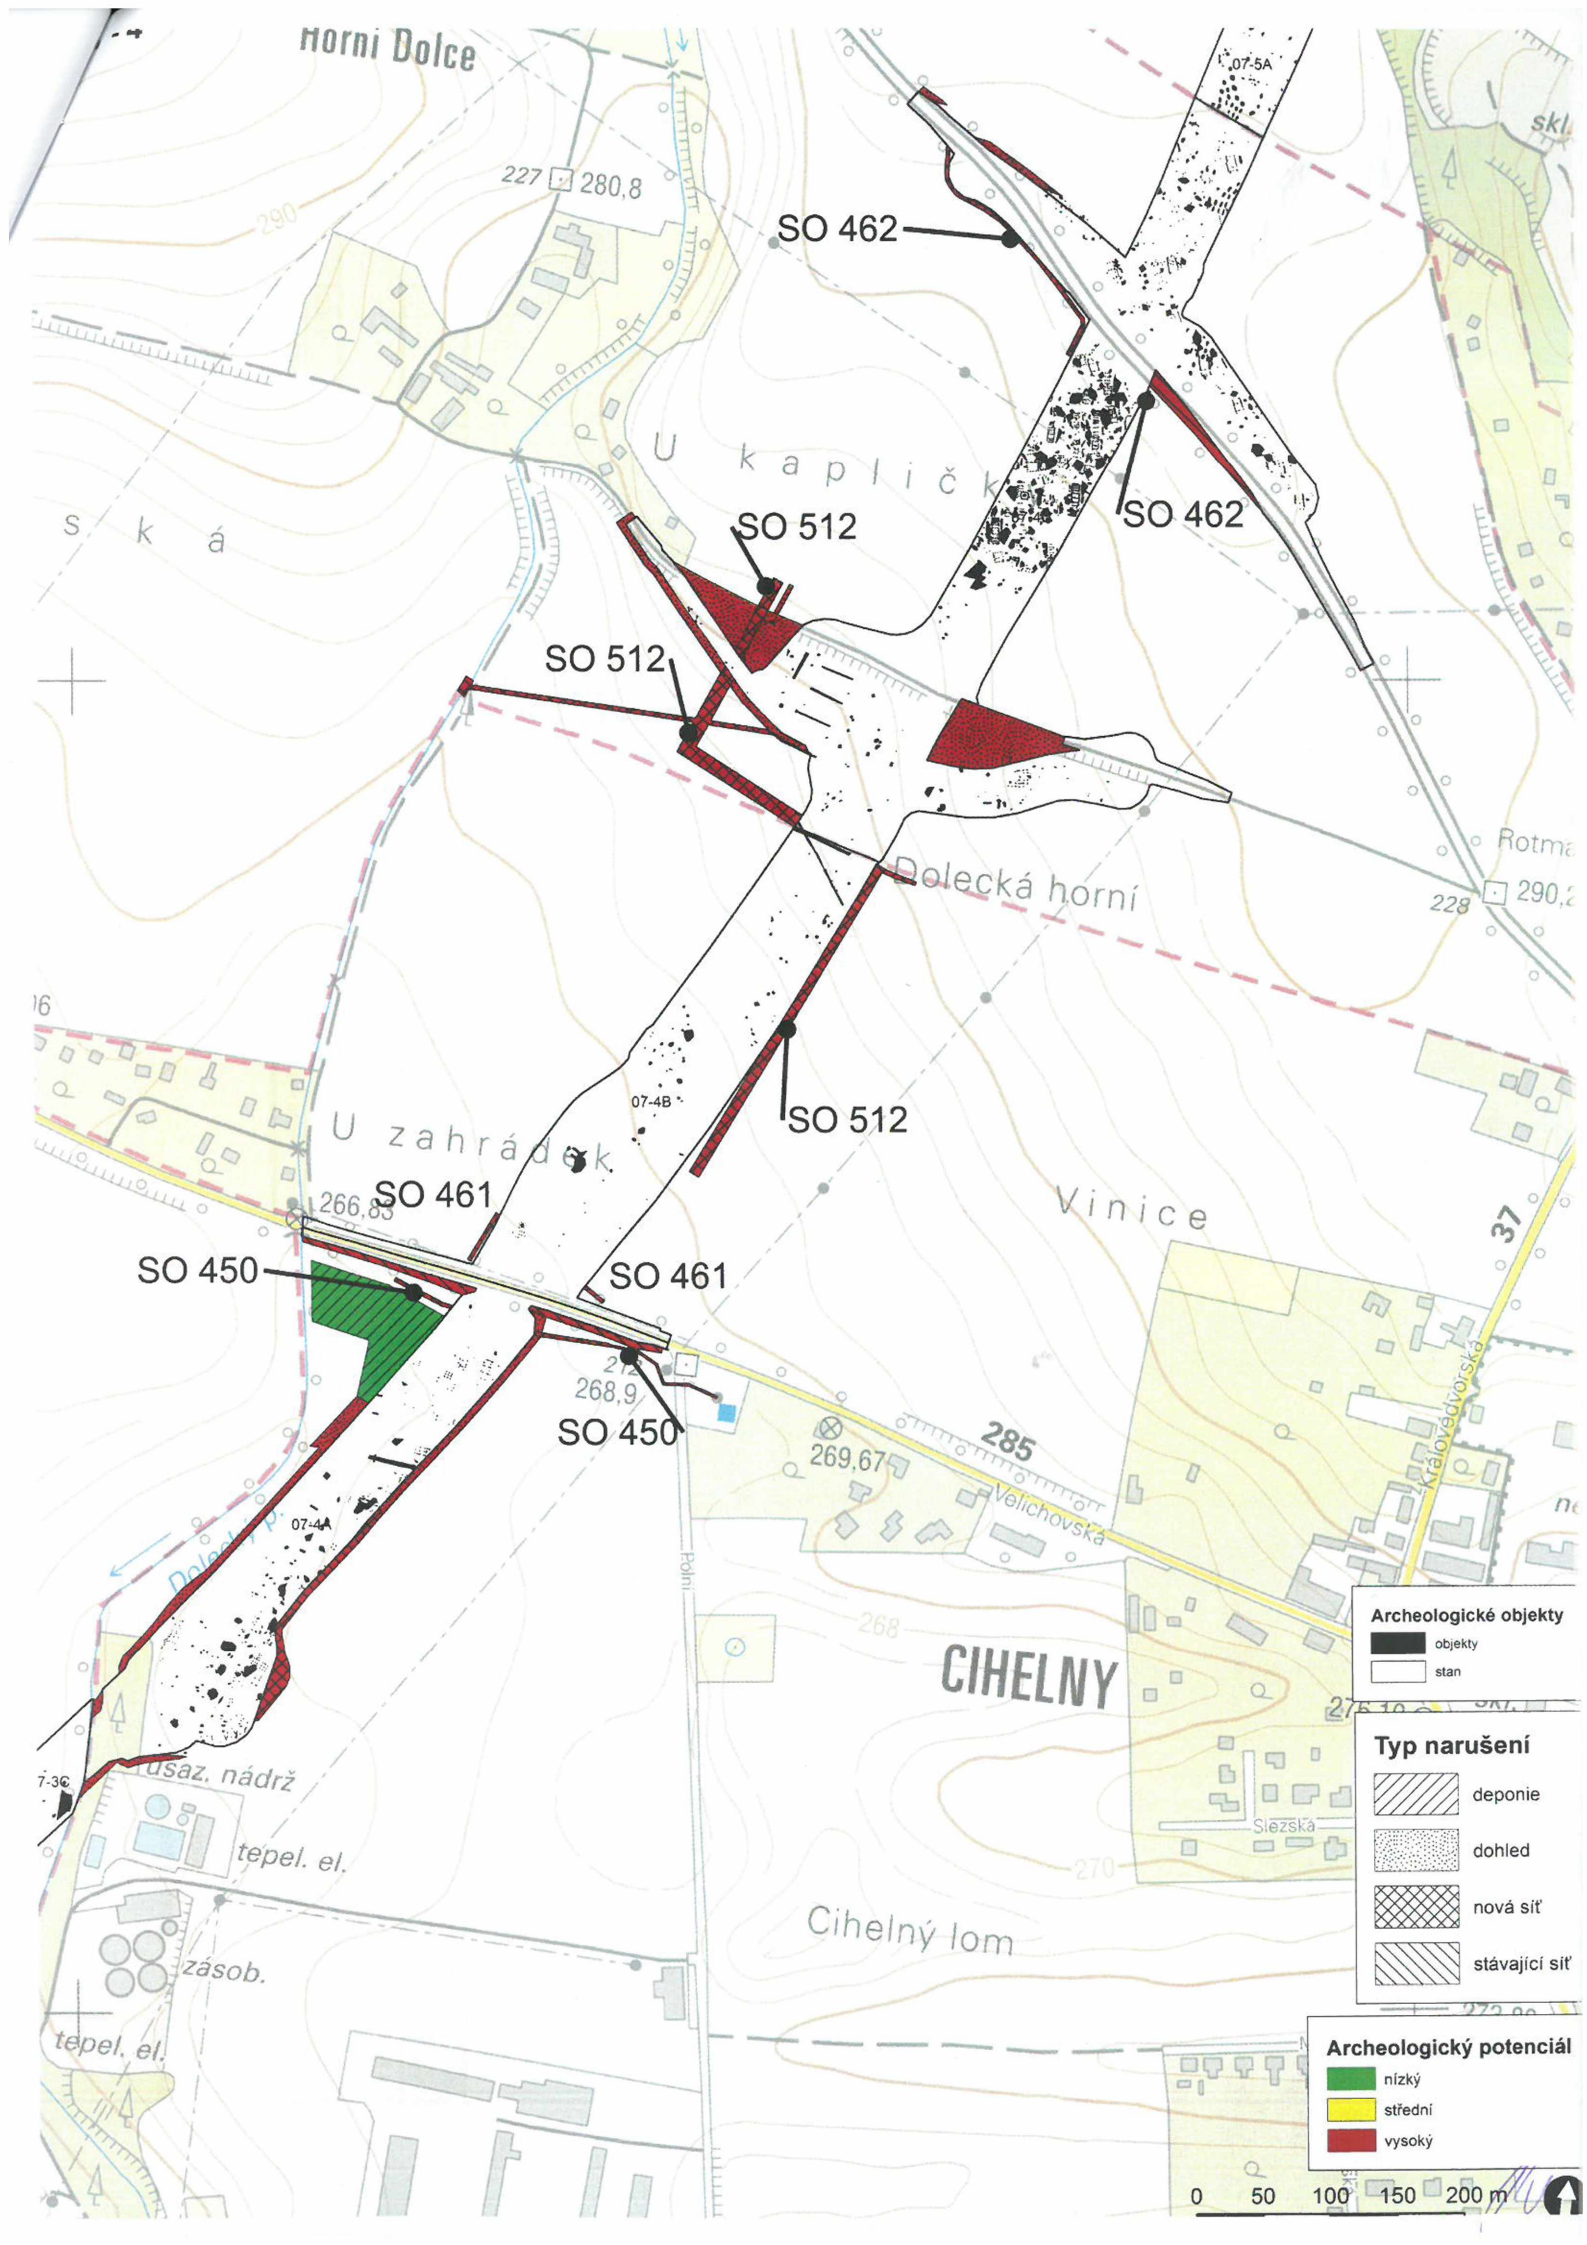 Horní Dolce
07-5A
skl.
227 280,8
290
SO 462
U kapličk
SO 462
s k á
SO 512
SO 512
Dolecká horní
228 290,2
U zahrádek
07-4B
SO 512
SO 461
266,83
Vinice
37
SO 450
SO 461
268,9
SO 450
285
269,67
Velichovská
Královédvorská
07-4A
Polní
268
CIHELNY
Archeologické objekty
objekty
stan
usaz. nádrž
7-3C
Typ narušení
deponie
Slezská
tepel. el.
dohled
270
nová síť
Cihelný lom
stávající síť
zásob.
tepel. el.
Archeologický potenciál
nízký
střední
vysoký
0 50 100 150 200 m